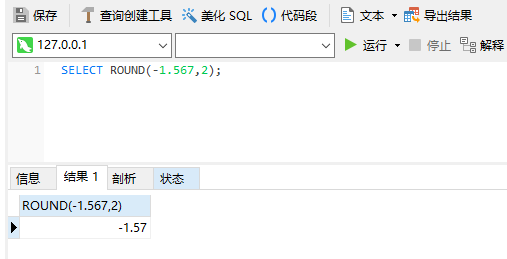 保存 查询创建工具 美化 SQL () 代码段 文本 导出结果
127.0.0.1 运行 停止 解释
1 SELECT ROUND(-1.567,2);
信息 结果 1 剖析 状态
ROUND(-1.567,2)
-1.57